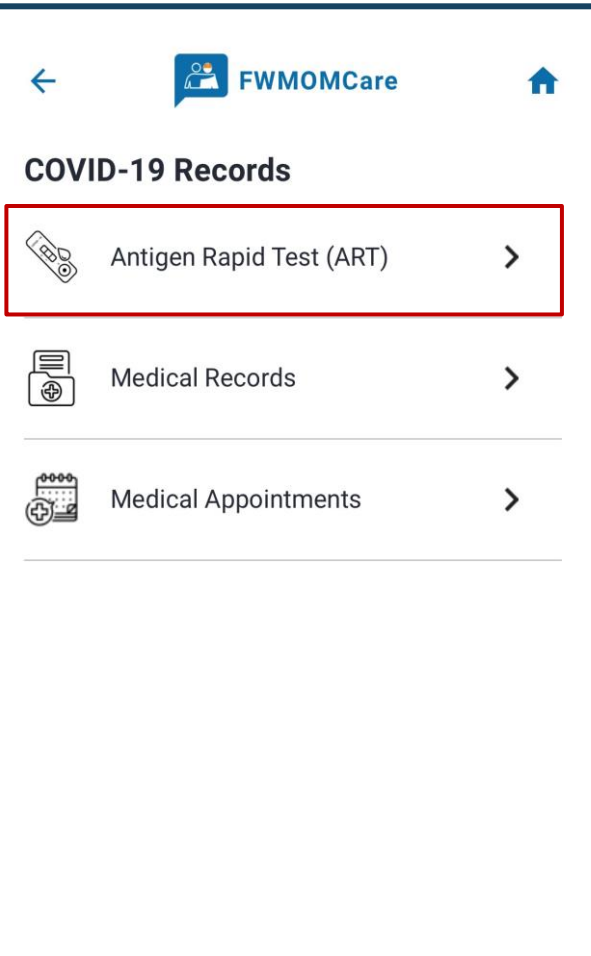 FWMOMCare
COVID-19 Records
Antigen Rapid Test (ART)
Medical Records
Medical Appointments